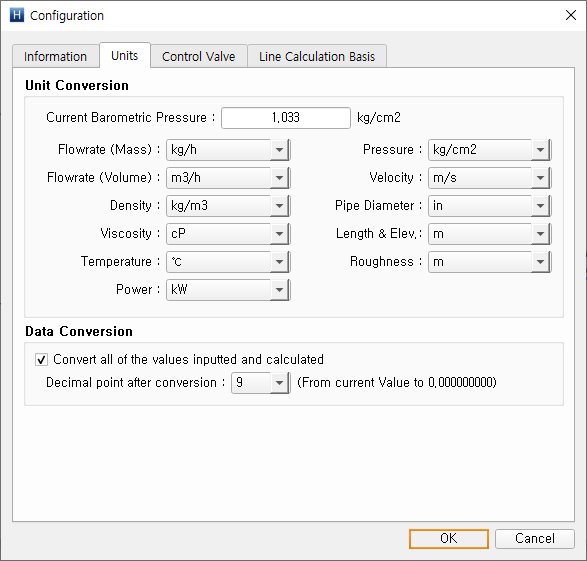 H Configuration
Information Units Control Valve Line Calculation Basis
Unit Conversion
Current Barometric Pressure : 1.033 kg/cm2
Flowrate (Mass) : kg/h Pressure : kg/cm2
Flowrate (Volume) : m3/h Velocity : m/s
Density : kg/m3 Pipe Diameter : in
Viscosity : cP Length & Elev.: m
Temperature : ℃ Roughness : m
Power : kW
Data Conversion
Convert all of the values inputted and calculated
Decimal point after conversion : 9 (From current Value to 0.000000000)
OK Cancel